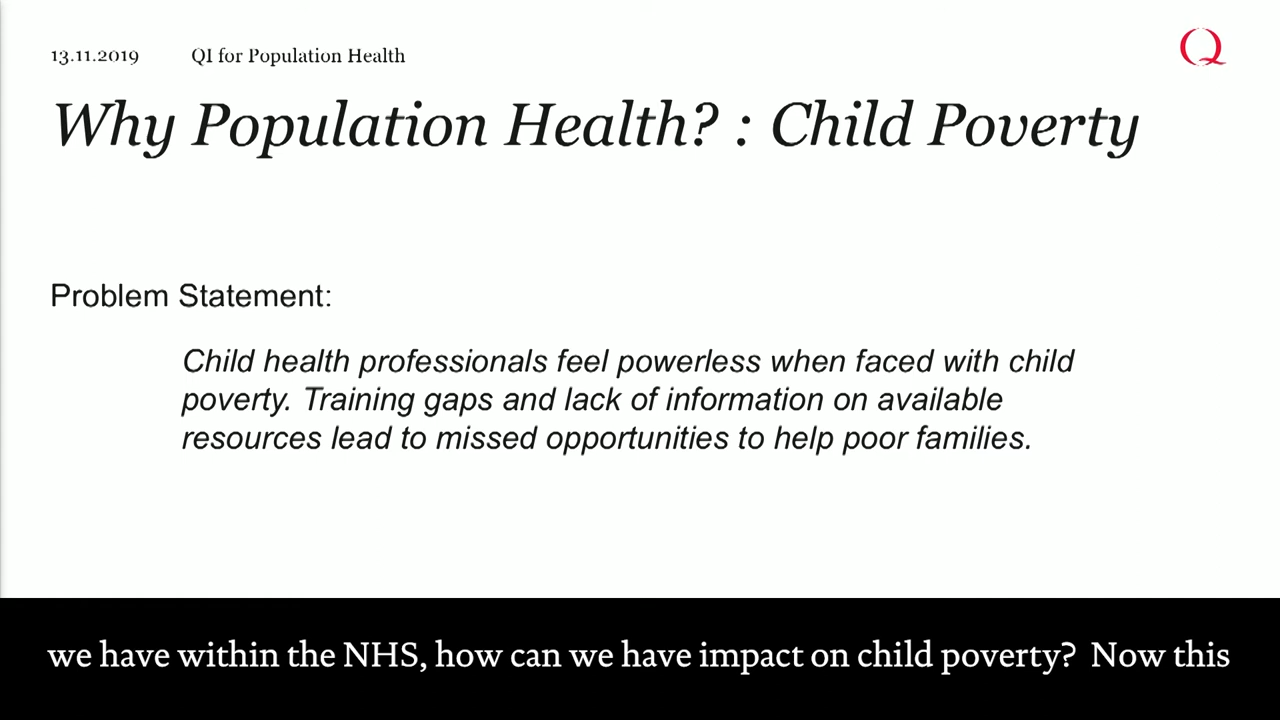 13.11.2019 QI for Population Health
Q
Why Population Health? : Child Poverty
Problem Statement:
Child health professionals feel powerless when faced with child
poverty. Training gaps and lack of information on available
resources lead to missed opportunities to help poor families.
we have within the NHS, how can we have impact on child poverty? Now this